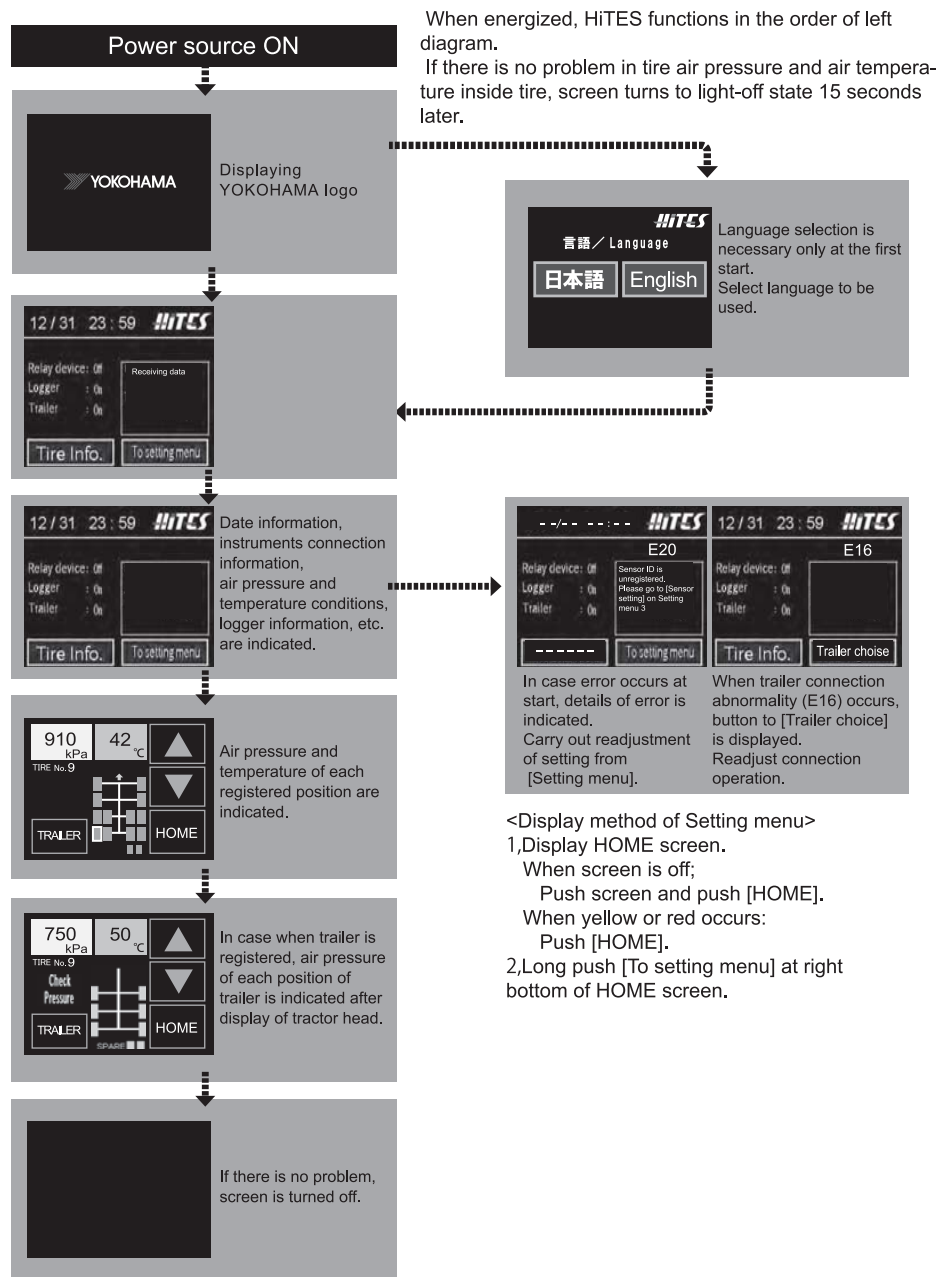 Power source ON
When energized, HiTES functions in the order of left
diagram.
If there is no problem in tire air pressure and air tempera-
ture inside tire, screen turns to light-off state 15 seconds
later.
YOKOHAMA
Displaying
YOKOHAMA logo
HiTES
言語／Language
日本語 English
Language selection is
necessary only at the first
start.
Select language to be
used.
12/31 23:59 HiTES
Relay device: Off
Logger : On
Trailer : On
Receiving data
Tire Info. To setting menu
12/31 23:59 HiTES
Relay device: Off
Logger : On
Trailer : On
Tire Info. To setting menu
Date information,
instruments connection
information,
air pressure and
temperature conditions,
logger information, etc.
are indicated.
--/-- --:-- HiTES
E20
Relay device: Off
Logger : On
Trailer : On
Sensor ID is
unregistered.
Please go to [Sensor
setting] on Setting
menu 3
------ To setting menu
In case error occurs at
start, details of error is
indicated.
Carry out readjustment
of setting from
[Setting menu].
12/31 23:59 HiTES
E16
Relay device: Off
Logger : On
Trailer : On
Tire Info. Trailer choise
When trailer connection
abnormality (E16) occurs,
button to [Trailer choice]
is displayed.
Readjust connection
operation.
910 kPa 42 ℃
TIRE No.9
TRAILER HOME
Air pressure and
temperature of each
registered position are
indicated.
750 kPa 50 ℃
TIRE No.9
Check
Pressure
TRAILER HOME
SPARE
In case when trailer is
registered, air pressure
of each position of
trailer is indicated after
display of tractor head.
If there is no problem,
screen is turned off.
<Display method of Setting menu>
1,Display HOME screen.
When screen is off;
Push screen and push [HOME].
When yellow or red occurs:
Push [HOME].
2,Long push [To setting menu] at right
bottom of HOME screen.